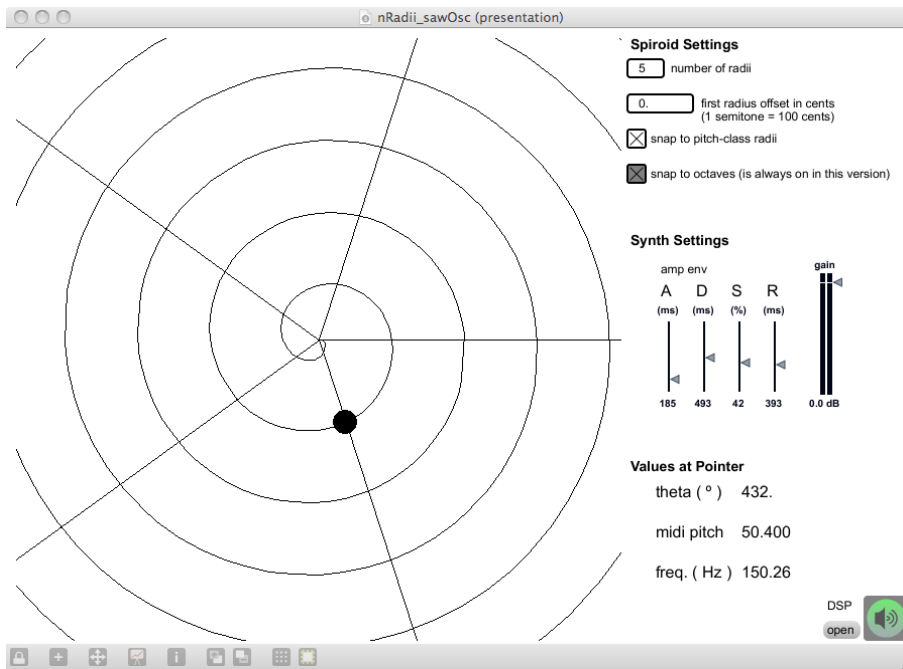 nRadii_sawOsc (presentation)
Spiroid Settings
5 number of radii
0. first radius offset in cents
(1 semitone = 100 cents)
snap to pitch-class radii
snap to octaves (is always on in this version)
Synth Settings
amp env
gain
A D S R
(ms) (ms) (%) (ms)
185 493 42 393 0.0 dB
Values at Pointer
theta ( º ) 432.
midi pitch 50.400
freq. ( Hz ) 150.26
DSP
open